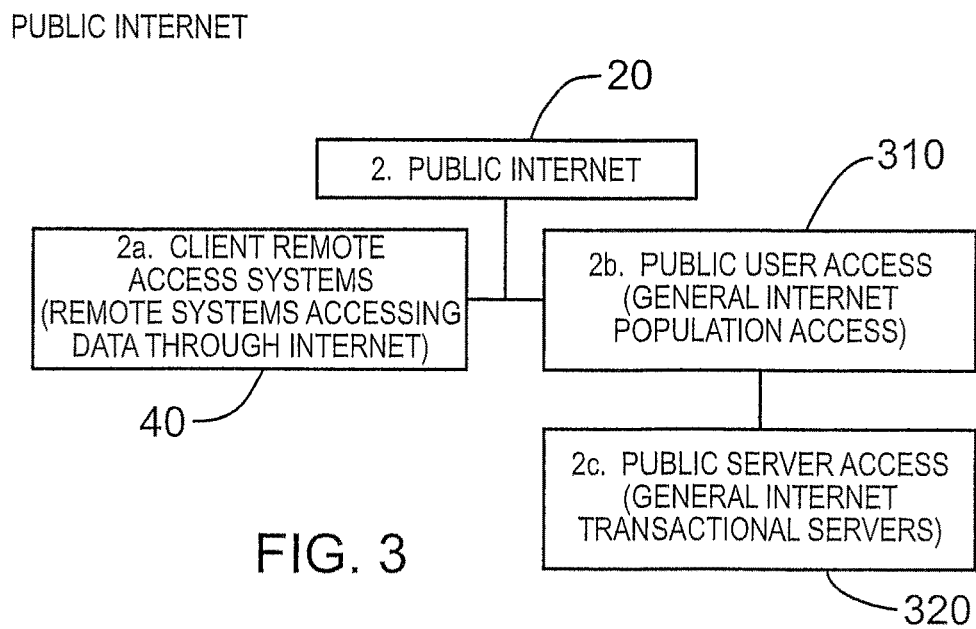 PUBLIC INTERNET
20
2. PUBLIC INTERNET
310
2a. CLIENT REMOTE
ACCESS SYSTEMS
(REMOTE SYSTEMS ACCESSING
DATA THROUGH INTERNET)
2b. PUBLIC USER ACCESS
(GENERAL INTERNET
POPULATION ACCESS)
40
2c. PUBLIC SERVER ACCESS
(GENERAL INTERNET
TRANSACTIONAL SERVERS)
FIG. 3
320